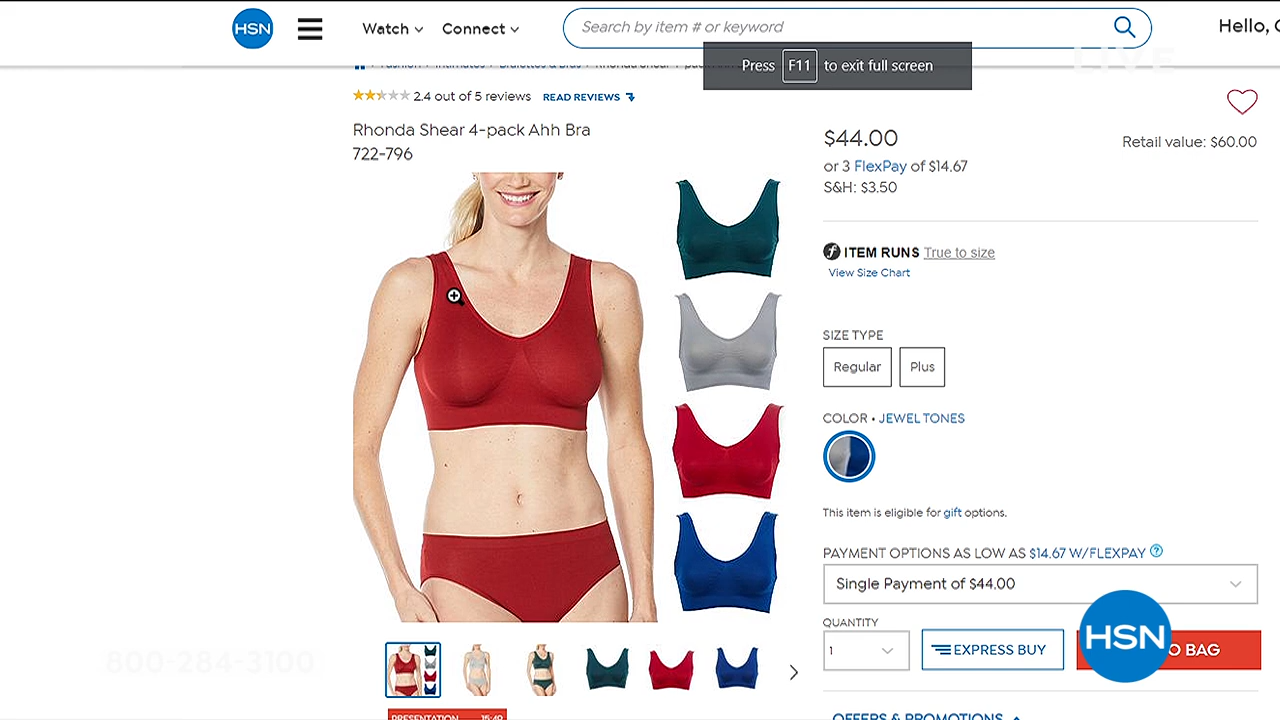 HSN
Watch
Connect
Search by item # or keyword
Hello,
LIVE
Press F11 to exit full screen
2.4 out of 5 reviews READ REVIEWS
Rhonda Shear 4-pack Ahh Bra
722-796
$44.00
Retail value: $60.00
or 3 FlexPay of $14.67
S&H: $3.50
ITEM RUNS True to size
View Size Chart
SIZE TYPE
Regular Plus
COLOR • JEWEL TONES
This item is eligible for gift options.
PAYMENT OPTIONS AS LOW AS $14.67 W/FLEXPAY ?
Single Payment of $44.00
QUANTITY
1
EXPRESS BUY
HSN
O BAG
800-284-3100
PRESENTATION 15:49
OFFERS & PROMOTIONS